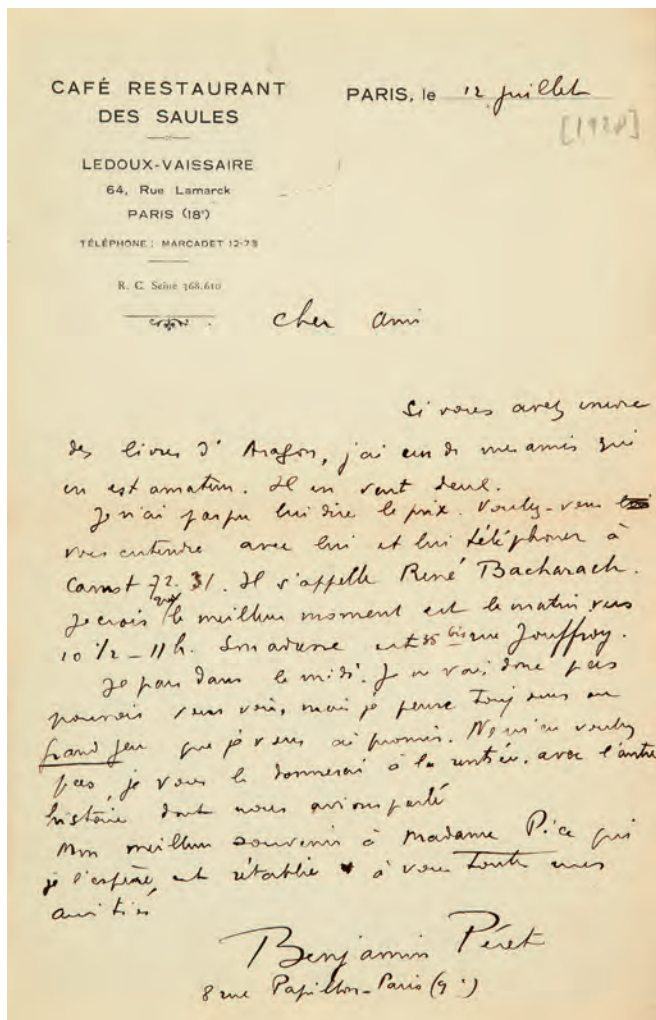 CAFÉ RESTAURANT
DES SAULES
LEDOUX-VAISSAIRE
64, Rue Lamarck
PARIS (18ᵉ)
TÉLÉPHONE : MARCADET 12-73
R. C. Seine 368.610
PARIS, le 12 juillet
[1928]
cher ami
Si vous avez encore
des livres d'Aragon, j'ai un de mes amis qui
en est amateur. Il en veut deux.
Je n'ai pas pu lui dire le prix. Voulez-vous
vous entendre avec lui et lui téléphoner à
Carnot 72.31. Il s'appelle René Bacharach.
Je crois que le meilleur moment est le matin vers
10 1/2 - 11 h. Son adresse est 35 bis rue Jouffroy.
Je pars dans le midi. Je ne vais donc pas
pouvoir vous voir, mais je pense toujours au
grand jeu que je vous ai promis. Ne m'en voulez
pas, je vous le donnerai à la rentrée, avec l'autre
histoire dont nous avions parlé
Mon meilleur souvenir à Madame Pice qui
je l'espère, est rétablie à vous toutes mes
amitiés
Benjamin Péret
8 rue Papillon - Paris (9ᵉ)